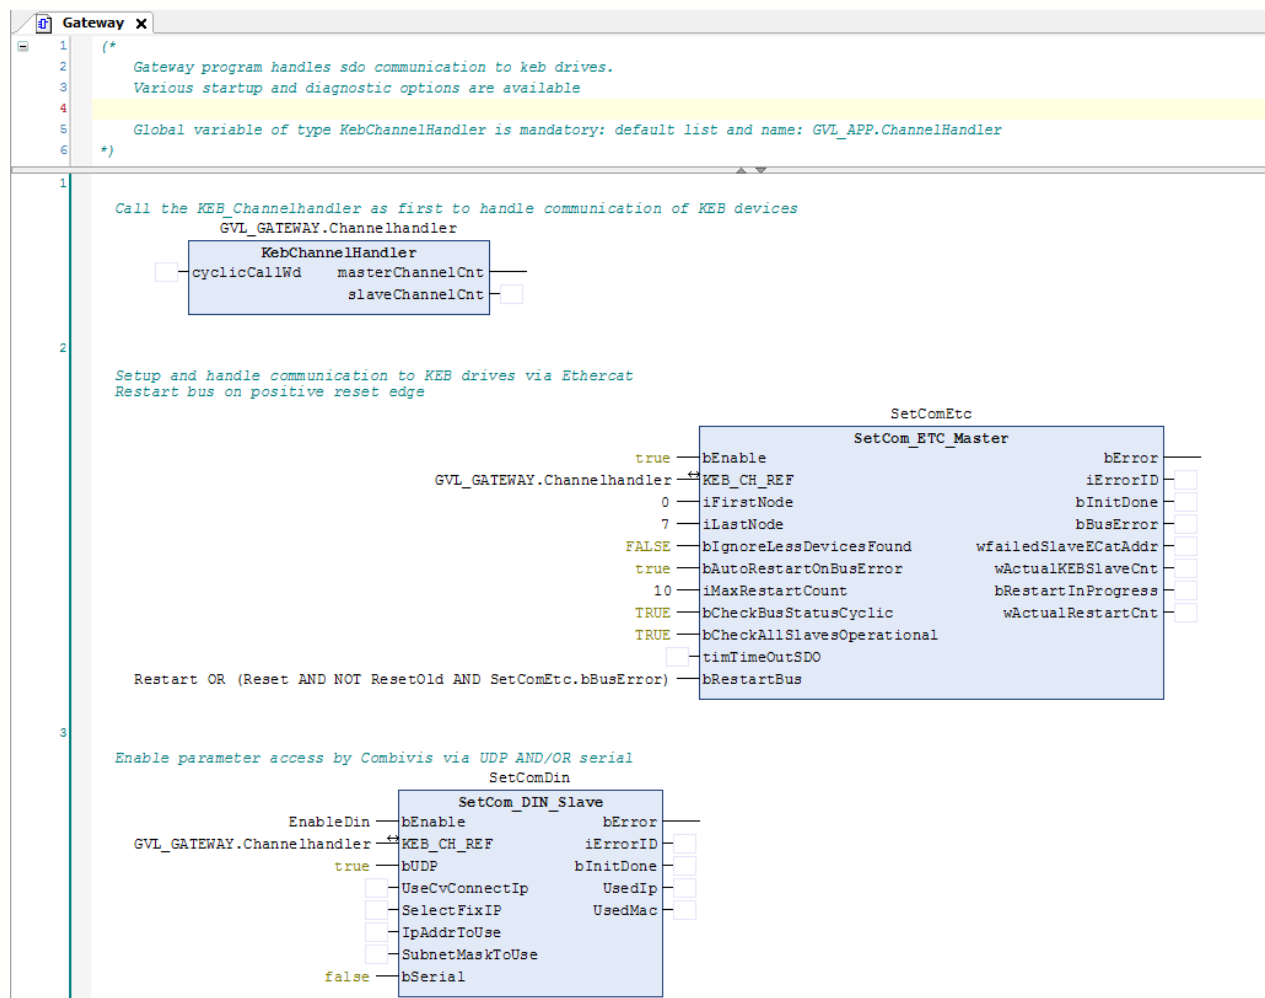 Gateway
1 (*
2 Gateway program handles sdo communication to keb drives.
3 Various startup and diagnostic options are available
4
5 Global variable of type KebChannelHandler is mandatory: default list and name: GVL_APP.ChannelHandler
6 *)
1
Call the KEB_Channelhandler as first to handle communication of KEB devices
GVL_GATEWAY.Channelhandler
KebChannelHandler
cyclicCallWd masterChannelCnt
slaveChannelCnt
2
Setup and handle communication to KEB drives via Ethercat
Restart bus on positive reset edge
SetComEtc
SetCom_ETC_Master
true bEnable bError
GVL_GATEWAY.Channelhandler KEB_CH_REF iErrorID
0 iFirstNode bInitDone
7 iLastNode bBusError
FALSE bIgnoreLessDevicesFound wfailedSlaveECatAddr
true bAutoRestartOnBusError wActualKEBSlaveCnt
10 iMaxRestartCount bRestartInProgress
TRUE bCheckBusStatusCyclic wActualRestartCnt
TRUE bCheckAllSlavesOperational
timTimeOutSDO
Restart OR (Reset AND NOT ResetOld AND SetComEtc.bBusError) bRestartBus
3
Enable parameter access by Combivis via UDP AND/OR serial
SetComDin
SetCom_DIN_Slave
EnableDin bEnable bError
GVL_GATEWAY.Channelhandler KEB_CH_REF iErrorID
true bUDP bInitDone
UseCvConnectIp UsedIp
SelectFixIP UsedMac
IpAddrToUse
SubnetMaskToUse
false bSerial